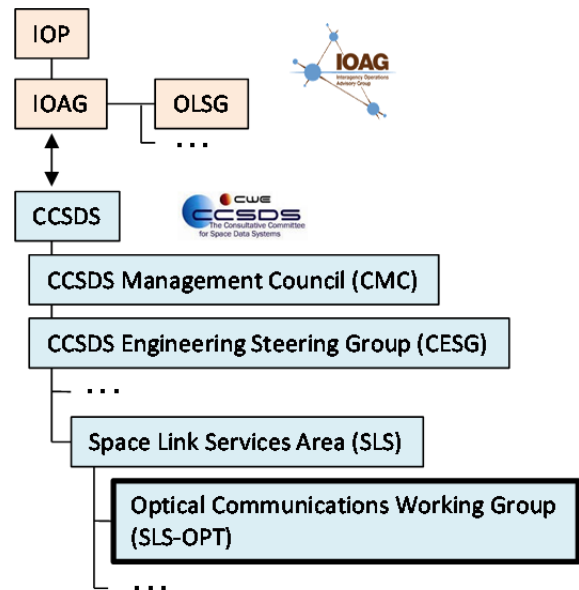 IOP
IOAG
Interagency Operations
Advisory Group
IOAG
OLSG
...
CCSDS
CWE
CCSDS
The Consultative Committee
for Space Data Systems
CCSDS Management Council (CMC)
CCSDS Engineering Steering Group (CESG)
...
Space Link Services Area (SLS)
Optical Communications Working Group
(SLS-OPT)
...